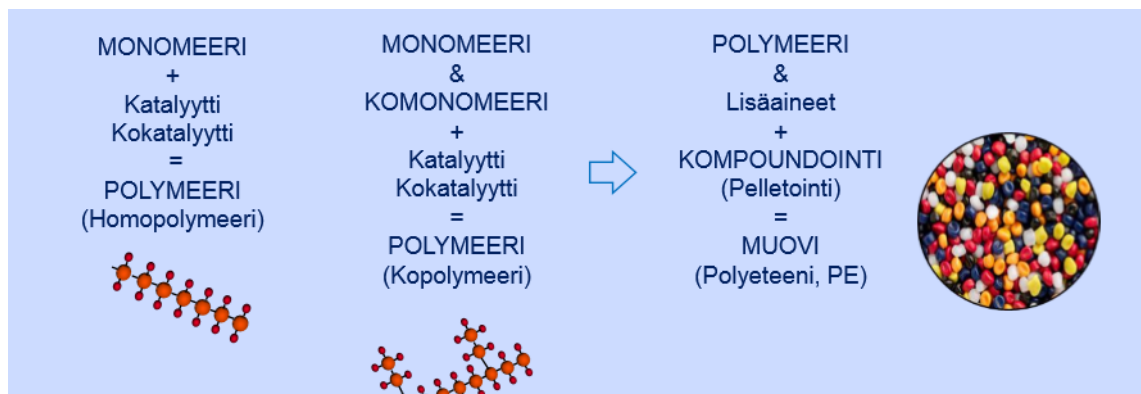 MONOMEERI
+
Katalyytti
Kokatalyytti
=
POLYMEERI
(Homopolymeeri)
MONOMEERI
&
KOMONOMEERI
+
Katalyytti
Kokatalyytti
=
POLYMEERI
(Kopolymeeri)
POLYMEERI
&
Lisäaineet
+
KOMPOUNDOINTI
(Pelletointi)
=
MUOVI
(Polyeteeni, PE)